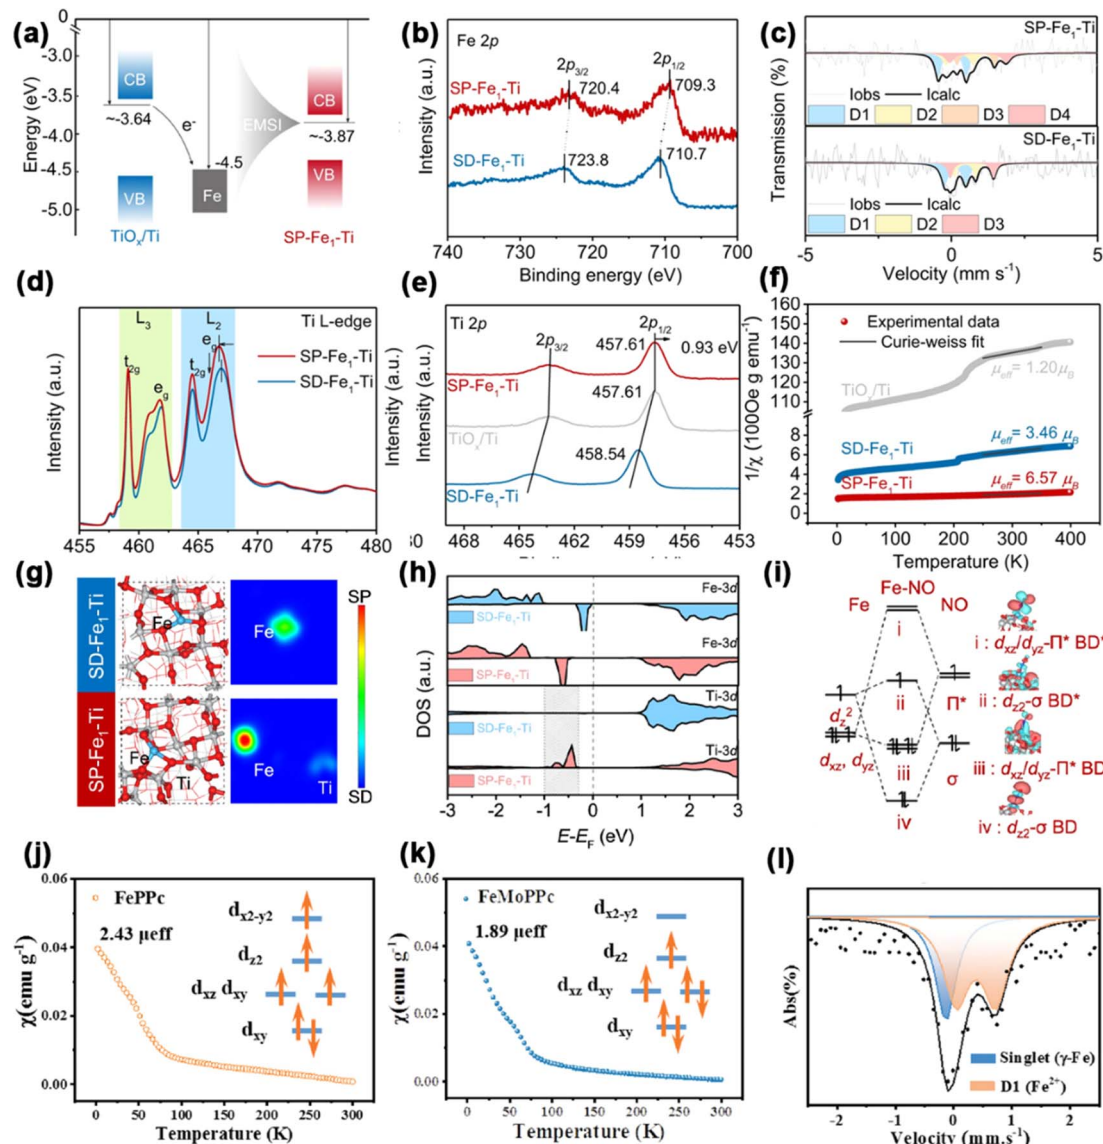 (a)
0
-3.0
-3.5
-4.0
-4.5
-5.0
Energy (eV)
CB
~-3.64
e⁻
-4.5
VB
Fe
EMSI
CB
~-3.87
VB
TiOₓ/Ti
SP-Fe₁-Ti
(b)
Fe 2p
2p₃/₂
2p₁/₂
SP-Fe₁-Ti
720.4
709.3
723.8
710.7
SD-Fe₁-Ti
Intensity (a.u.)
740 730 720 710 700
Binding energy (eV)
(c)
SP-Fe₁-Ti
Iobs Icalc
D1 D2 D3 D4
SD-Fe₁-Ti
Iobs Icalc
D1 D2 D3
Transmission (%)
-5 0 5
Velocity (mm s⁻¹)
(d)
L₃
L₂
Ti L-edge
t₂g
e_g
t₂g
e_g
SP-Fe₁-Ti
SD-Fe₁-Ti
Intensity (a.u.)
455 460 465 470 475 480
(e)
Ti 2p
2p₃/₂
2p₁/₂
457.61
0.93 eV
SP-Fe₁-Ti
457.61
TiOₓ/Ti
458.54
SD-Fe₁-Ti
Intensity (a.u.)
Intensity (a.u.)
468 463 462 459 457 456 453
(f)
160
150
140
130
120
110
8
6
4
2
0
Experimental data
Curie-weiss fit
μeff= 1.20μB
TiOₓ/Ti
SD-Fe₁-Ti
μeff= 3.46 μB
SP-Fe₁-Ti
μeff= 6.57 μB
1/χ (100Oe g emu⁻¹)
0 100 200 300 400
Temperature (K)
(g)
SD-Fe₁-Ti
Fe
Fe
SP
SP-Fe₁-Ti
Fe
Ti
Fe
Ti
SD
(h)
Fe-3d
SD-Fe₁-Ti
Fe-3d
SP-Fe₁-Ti
Ti-3d
SD-Fe₁-Ti
Ti-3d
SP-Fe₁-Ti
DOS (a.u.)
-3 -2 -1 0 1 2 3
E-E_F (eV)
(i)
Fe
Fe-NO
NO
i
i : dxz/dyz-Π* BD*
ii
Π*
ii : dz2-σ BD*
dz²
dxz, dyz
iii
σ
iii : dxz/dyz-Π* BD
iv
iv : dz2-σ BD
(j)
0.06
0.04
0.02
0.00
FePPc
2.43 μeff
dx2-y2
dz2
dxz dxy
dxy
χ(emu g⁻¹)
0 50 100 150 200 250 300
Temperature (K)
(k)
0.06
0.04
0.02
0.00
FeMoPPc
1.89 μeff
dx2-y2
dz2
dxz dxy
dxy
χ(emu g⁻¹)
0 50 100 150 200 250 300
Temperature (K)
(l)
Abs(%)
Singlet (γ-Fe)
D1 (Fe²⁺)
-2 -1 0 1 2
Velocity (mm,s⁻¹)